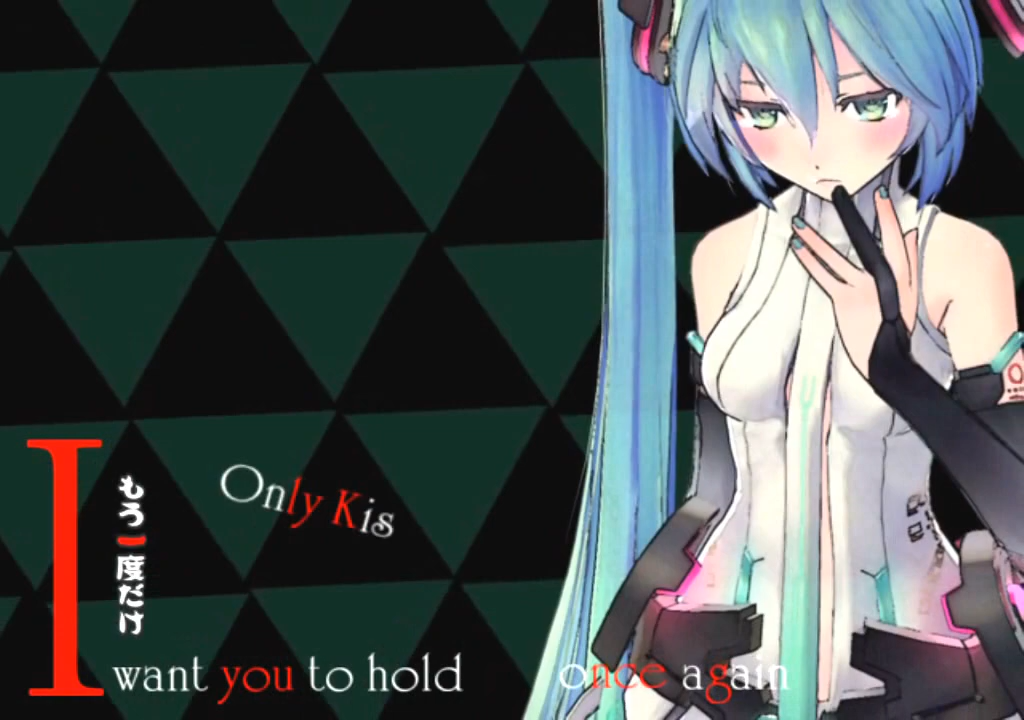 Only Kis
もう一度だけ
I want you to hold once again